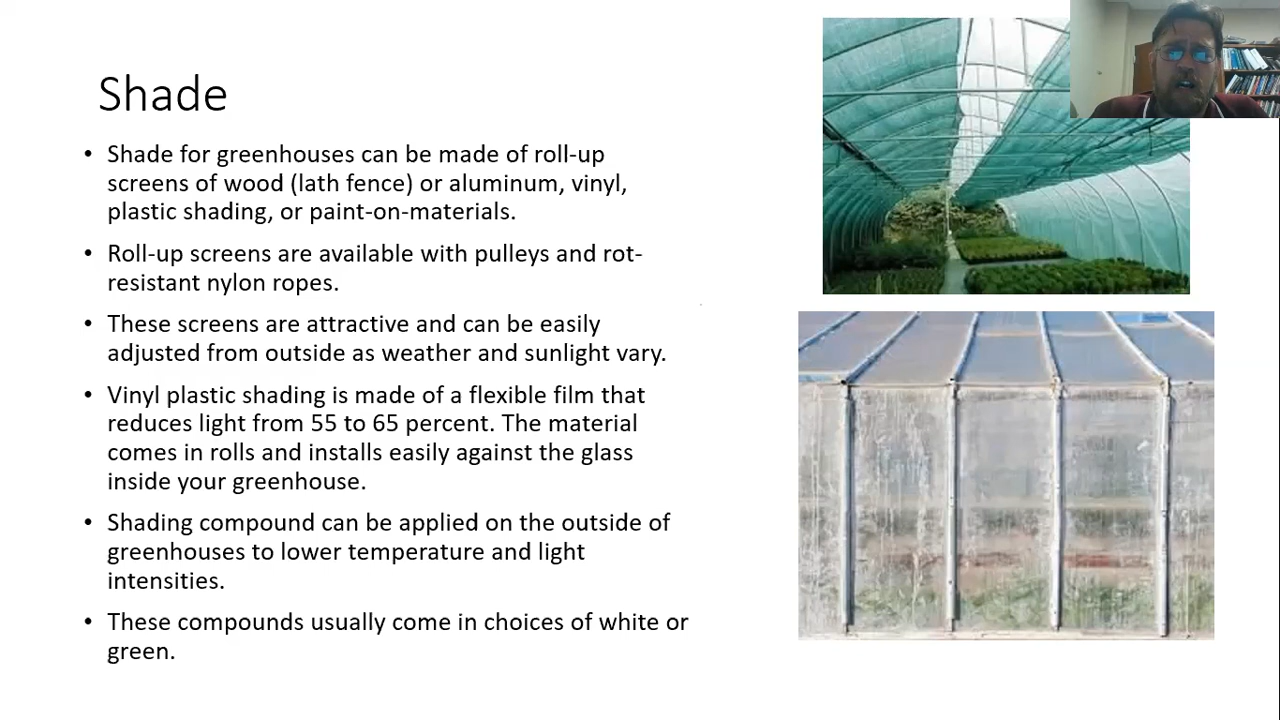 Shade
• Shade for greenhouses can be made of roll-up
screens of wood (lath fence) or aluminum, vinyl,
plastic shading, or paint-on-materials.
• Roll-up screens are available with pulleys and rot-
resistant nylon ropes.
• These screens are attractive and can be easily
adjusted from outside as weather and sunlight vary.
• Vinyl plastic shading is made of a flexible film that
reduces light from 55 to 65 percent. The material
comes in rolls and installs easily against the glass
inside your greenhouse.
• Shading compound can be applied on the outside of
greenhouses to lower temperature and light
intensities.
• These compounds usually come in choices of white or
green.